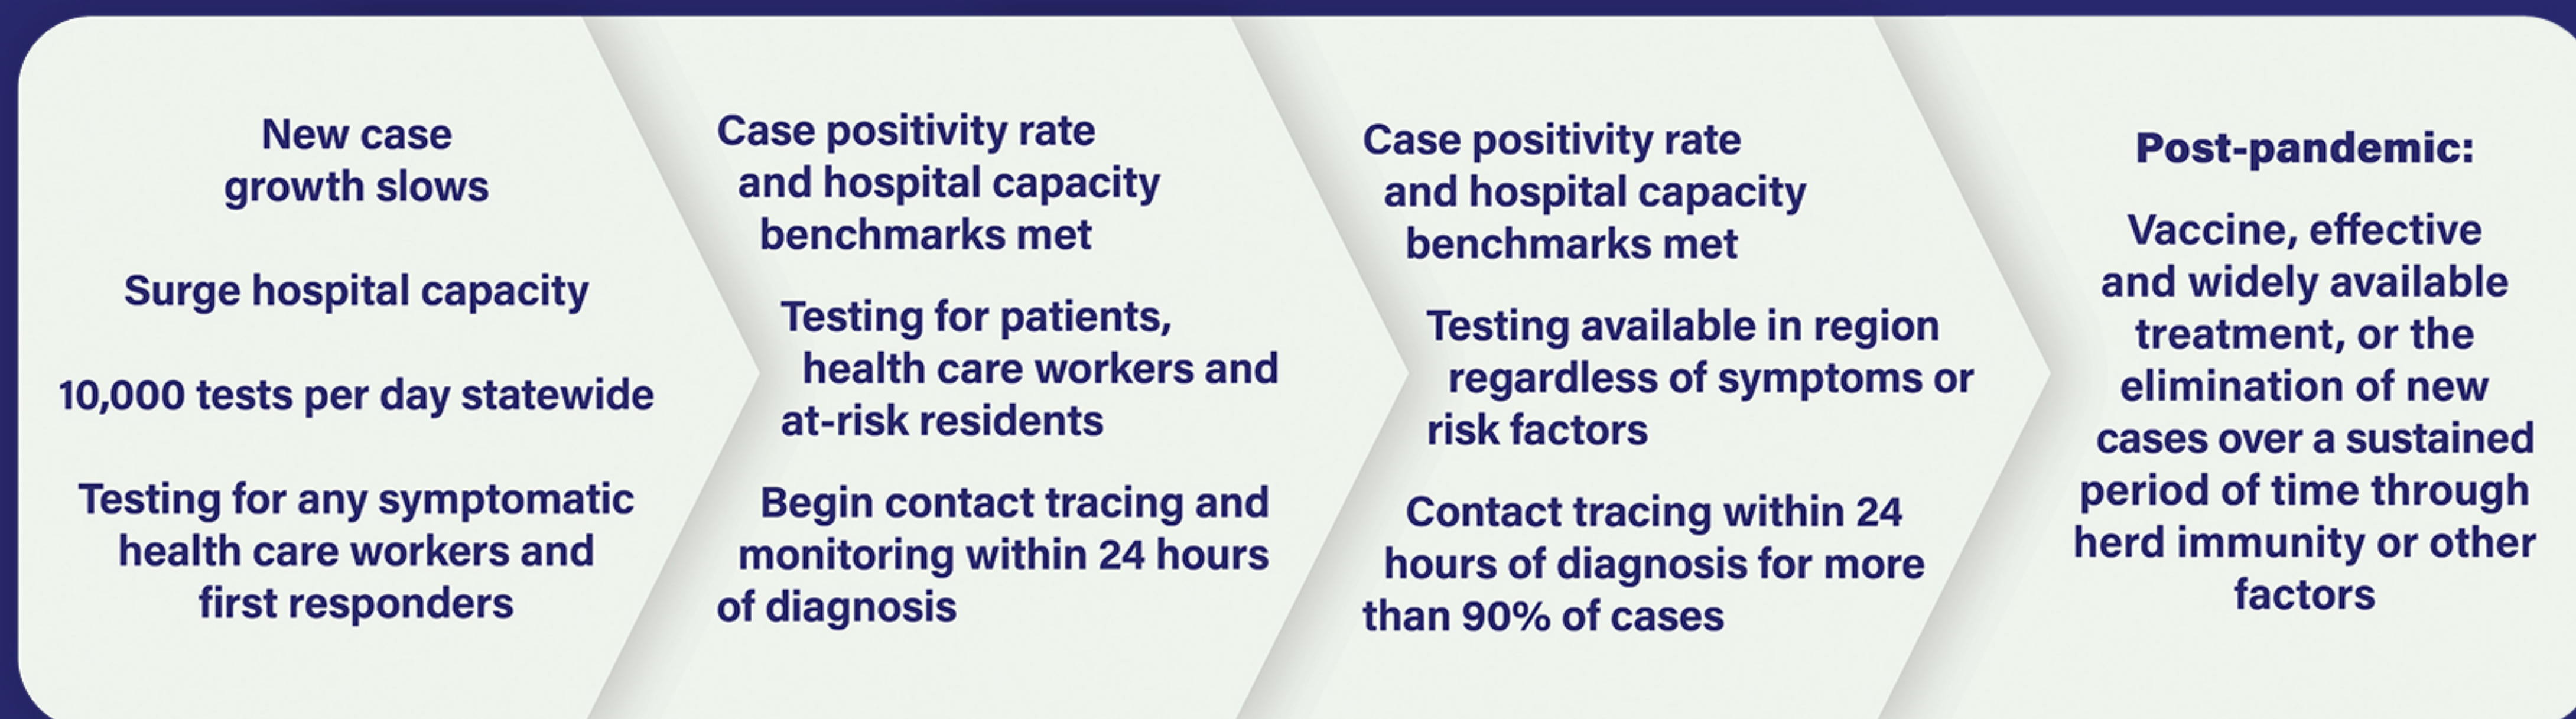 New case
growth slows
Surge hospital capacity
10,000 tests per day statewide
Testing for any symptomatic
health care workers and
first responders
Case positivity rate
and hospital capacity
benchmarks met
Testing for patients,
health care workers and
at-risk residents
Begin contact tracing and
monitoring within 24 hours
of diagnosis
Case positivity rate
and hospital capacity
benchmarks met
Testing available in region
regardless of symptoms or
risk factors
Contact tracing within 24
hours of diagnosis for more
than 90% of cases
Post-pandemic:
Vaccine, effective
and widely available
treatment, or the
elimination of new
cases over a sustained
period of time through
herd immunity or other
factors